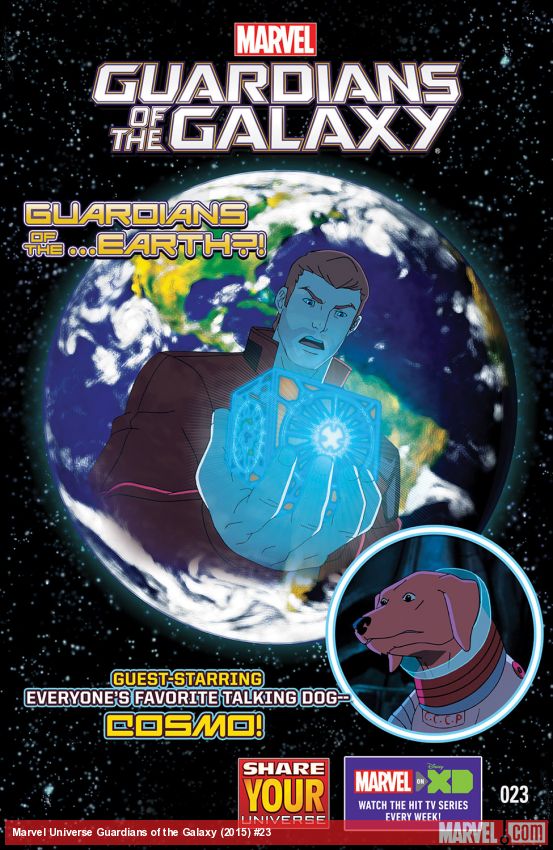 MARVEL
GUARDIANS
OF THE GALAXY®
GUARDIANS
OF THE ...EARTH?!
C.C.C.P
GUEST-STARRING
EVERYONE'S FAVORITE TALKING DOG--
COSMO!
SHARE
YOUR
UNIVERSE
MARVEL ON Disney XD
WATCH THE HIT TV SERIES
EVERY WEEK!
023
Marvel Universe Guardians of the Galaxy (2015) #23
MARVEL.com